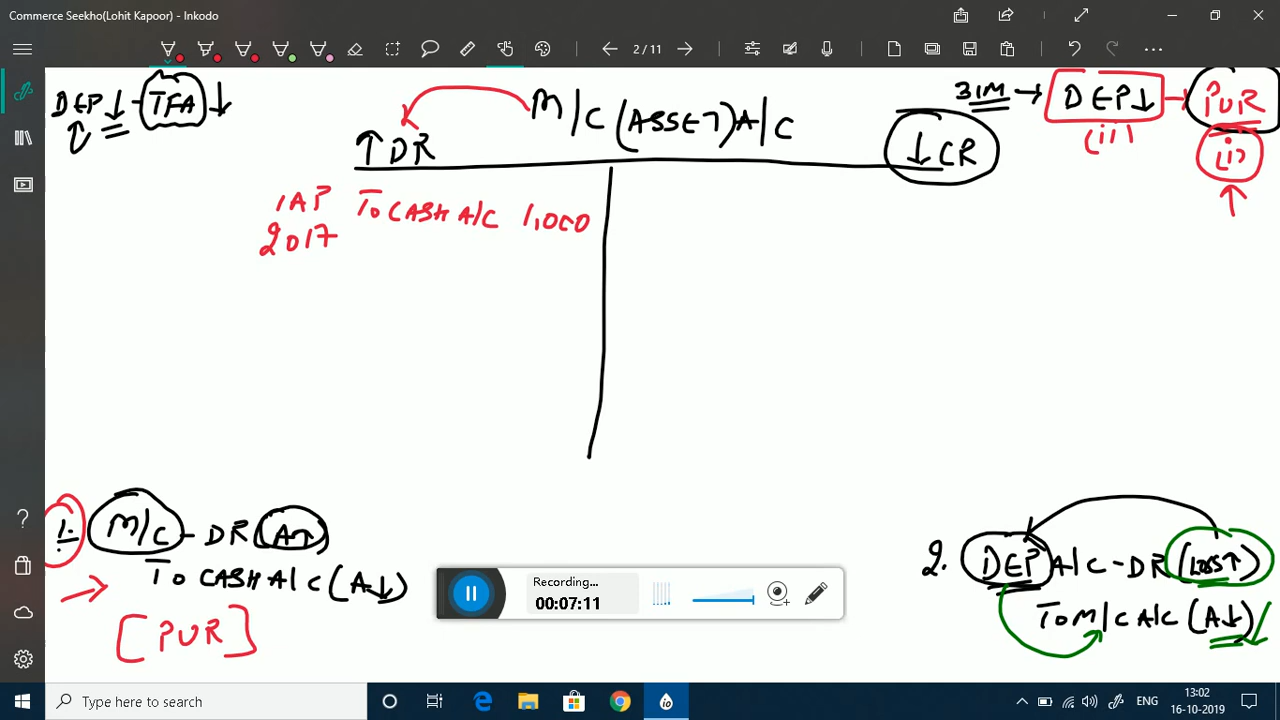 Commerce Seekho(Lohit Kapoor) - Inkodo
2/11
DEP↓ - TFA↓
M/C (ASSET) A/C
31M → DEP↓ → PUR
(ii)
(i)
↑DR
↓CR
1 AP
2017
To CASH A/C 1,000
1. M/C - DR (A↑)
To CASH A/C (A↓)
[PUR]
2. DEP A/C - DR (LOSS↑)
To M/C A/C (A↓)
Recording...
00:07:11
Type here to search
ENG
13:02
16-10-2019